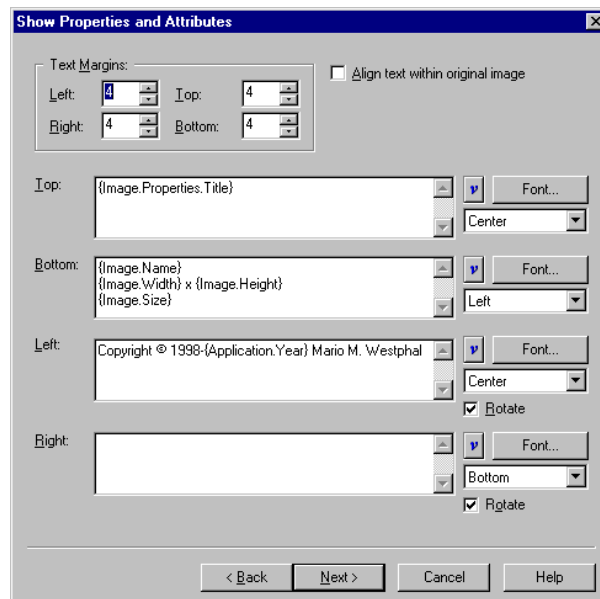 Show Properties and Attributes
Text Margins:
Left: 4 Top: 4
Right: 4 Bottom: 4
Align text within original image
Top: {Image.Properties.Title} v Font...
Center
Bottom: {Image.Name} v Font...
{Image.Width} x {Image.Height}
{Image.Size} Left
Left: Copyright © 1998-{Application.Year} Mario M. Westphal v Font...
Center
Rotate
Right: v Font...
Bottom
Rotate
< Back Next > Cancel Help